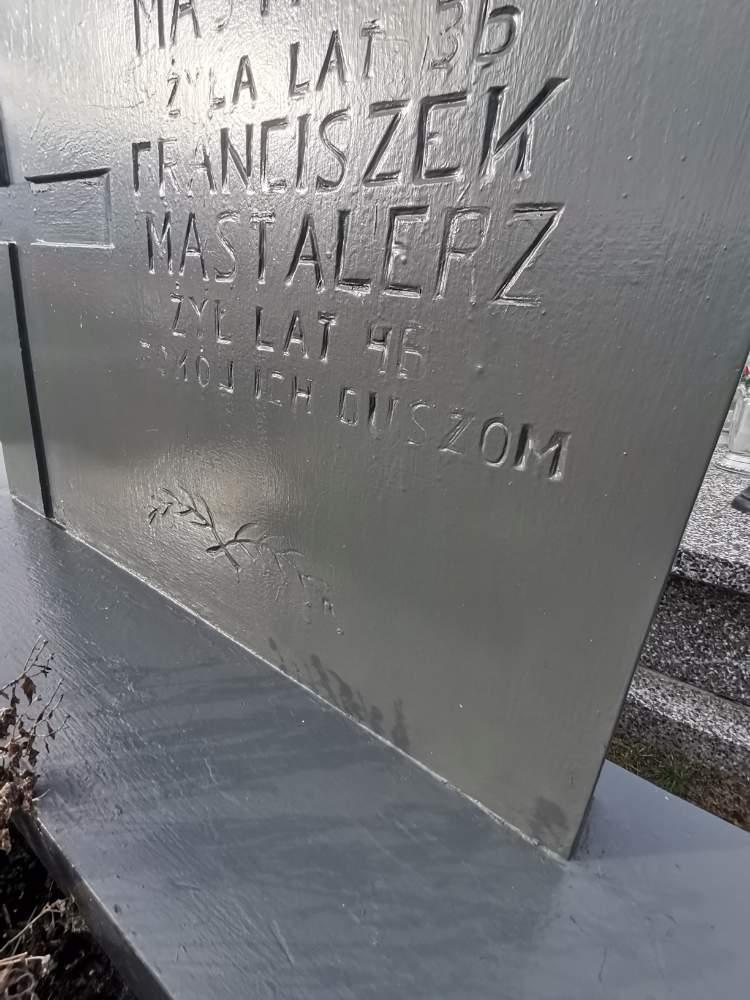 ŻYŁA LAT 36
FRANCISZEK
MASTALERZ
ŻYŁ LAT 46
POKÓJ ICH DUSZOM